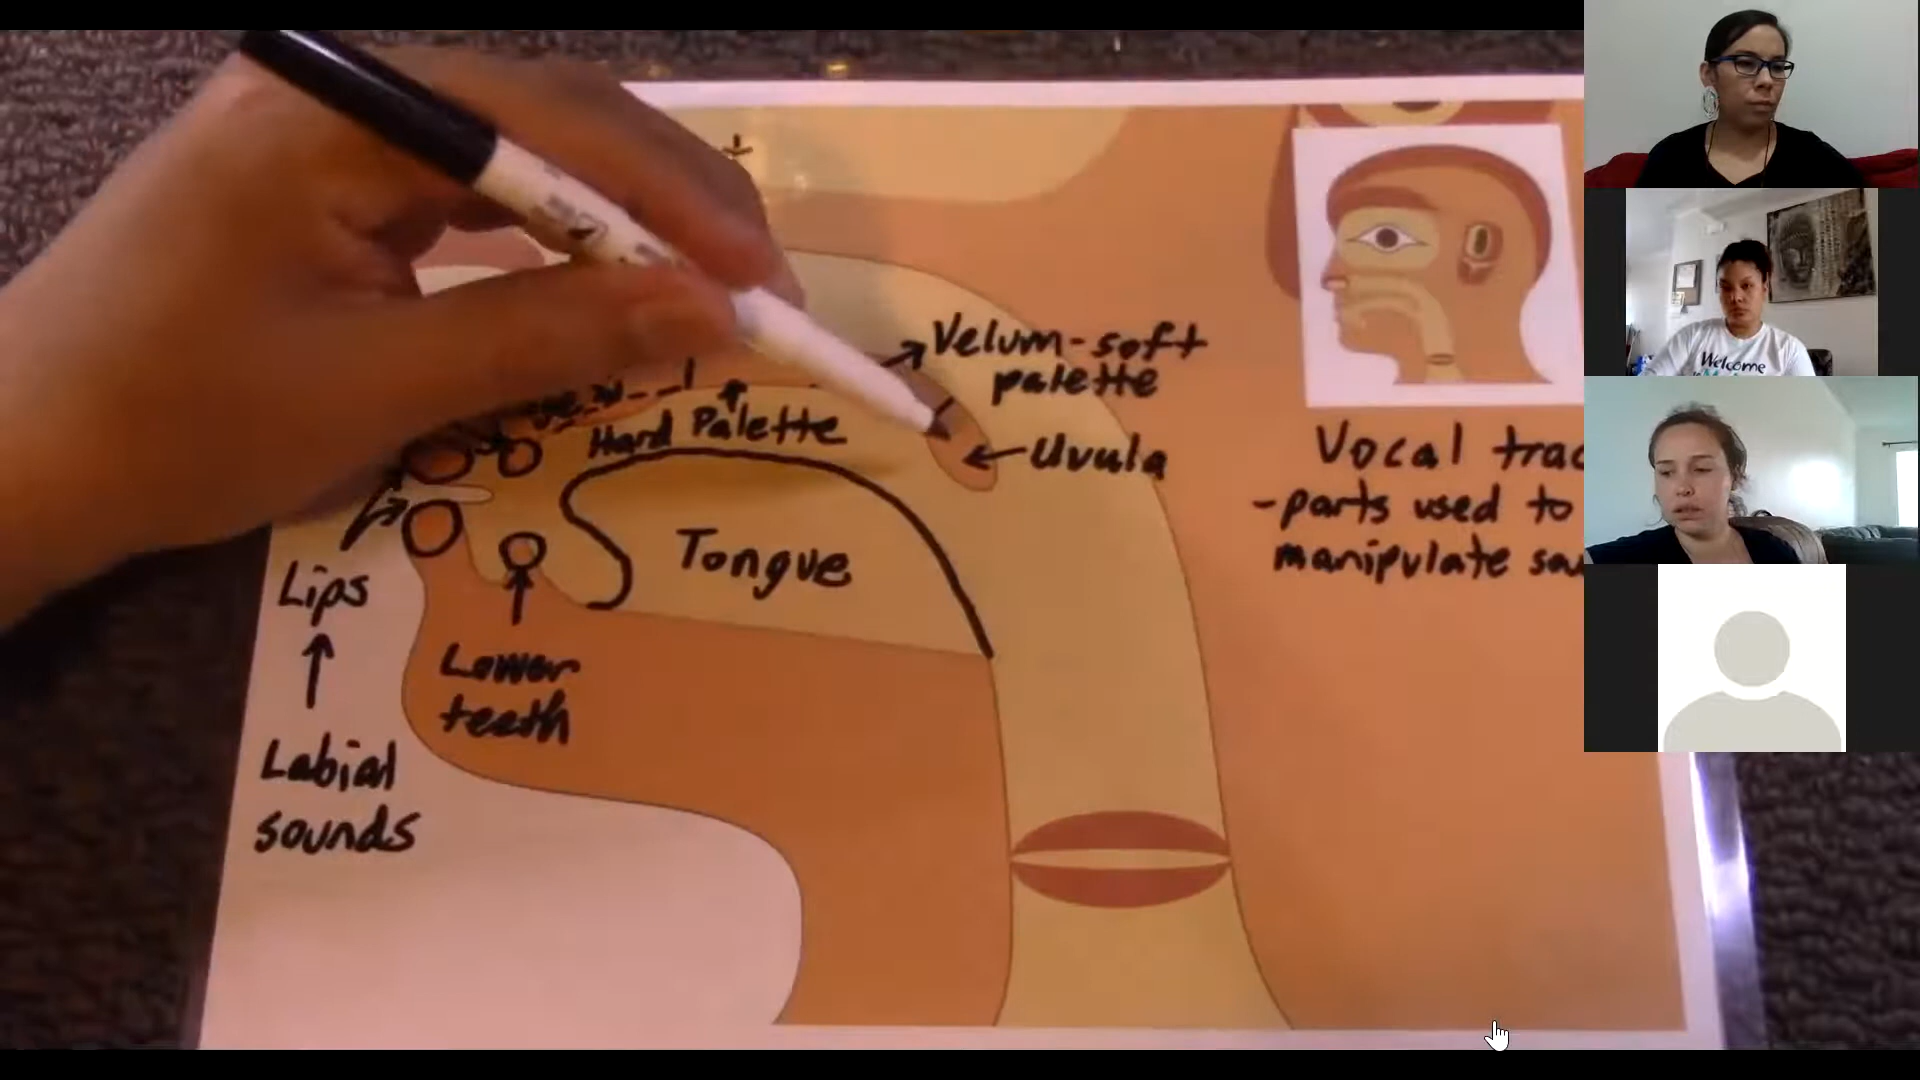 Velum-soft
palette
Hard Palette
Uvula
Tongue
Lips
Lower
teeth
Labial
sounds
Vocal trac
-parts used to
manipulate sou
Welcome